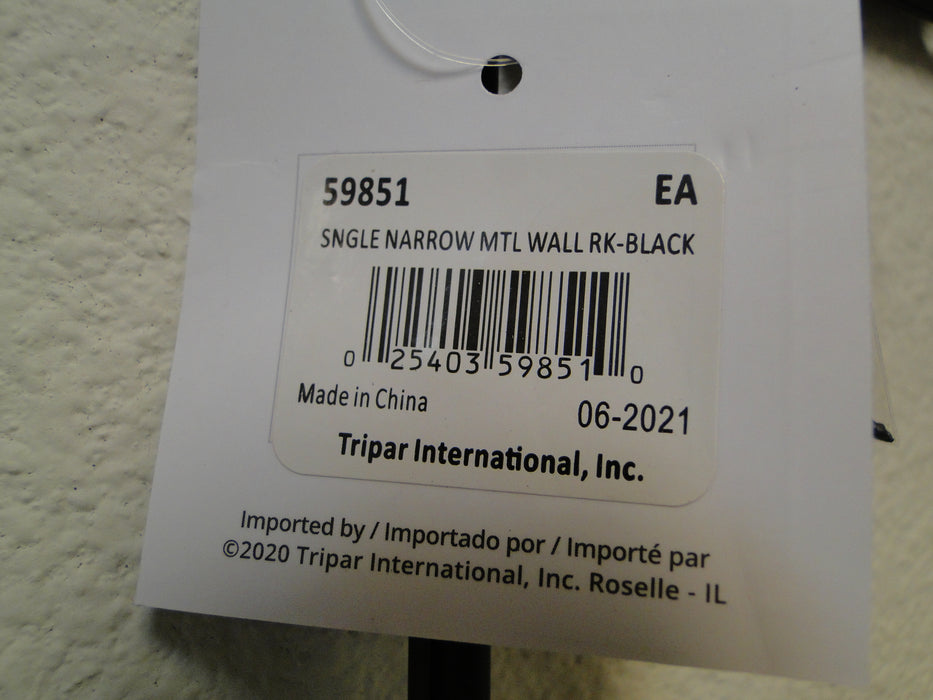 59851 EA
SNGLE NARROW MTL WALL RK-BLACK
0 25403 59851 0
Made in China 06-2021
Tripar International, Inc.
Imported by / Importado por / Importé par
©2020 Tripar International, Inc. Roselle - IL